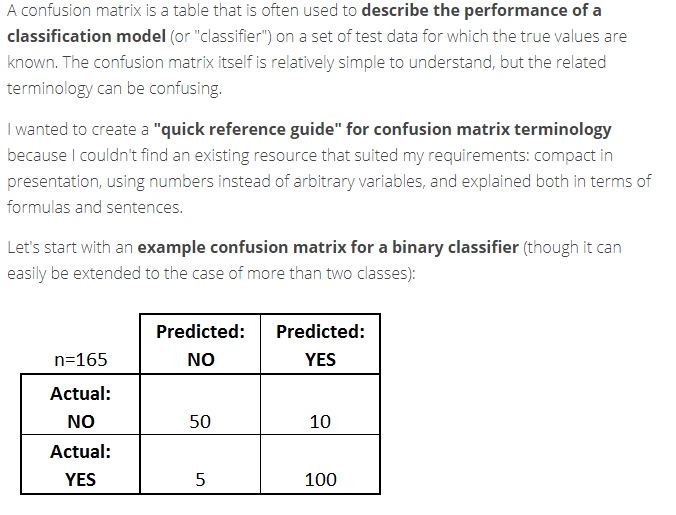 A confusion matrix is a table that is often used to describe the performance of a
classification model (or "classifier") on a set of test data for which the true values are
known. The confusion matrix itself is relatively simple to understand, but the related
terminology can be confusing.
I wanted to create a "quick reference guide" for confusion matrix terminology
because I couldn't find an existing resource that suited my requirements: compact in
presentation, using numbers instead of arbitrary variables, and explained both in terms of
formulas and sentences.
Let's start with an example confusion matrix for a binary classifier (though it can
easily be extended to the case of more than two classes):
Predicted: Predicted:
n=165 NO YES
Actual:
NO 50 10
Actual:
YES 5 100